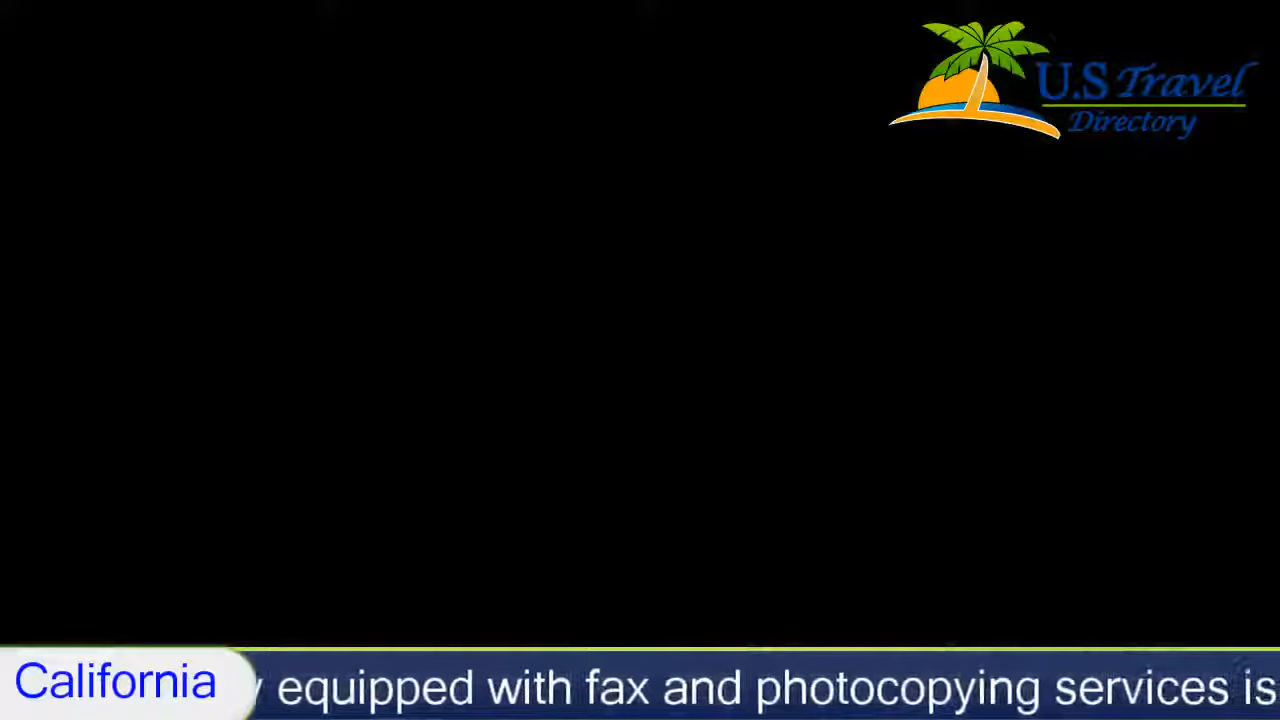 U.S Travel
Directory
California
y equipped with fax and photocopying services is